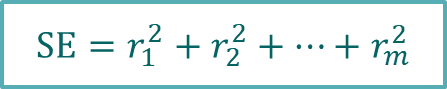 SE = r₁² + r₂² + ⋯ + rₘ²